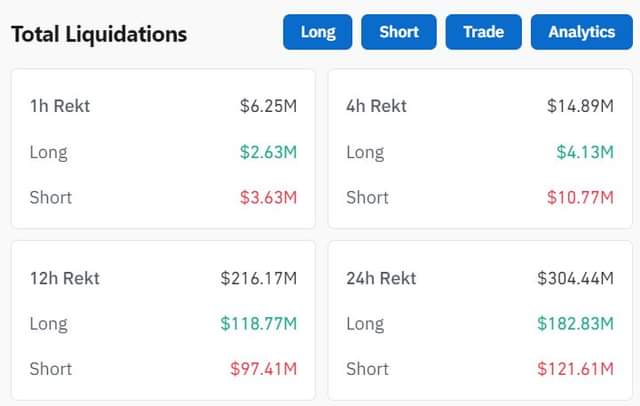 Total Liquidations Long Short Trade Analytics
1h Rekt $6.25M
Long $2.63M
Short $3.63M
4h Rekt $14.89M
Long $4.13M
Short $10.77M
12h Rekt $216.17M
Long $118.77M
Short $97.41M
24h Rekt $304.44M
Long $182.83M
Short $121.61M